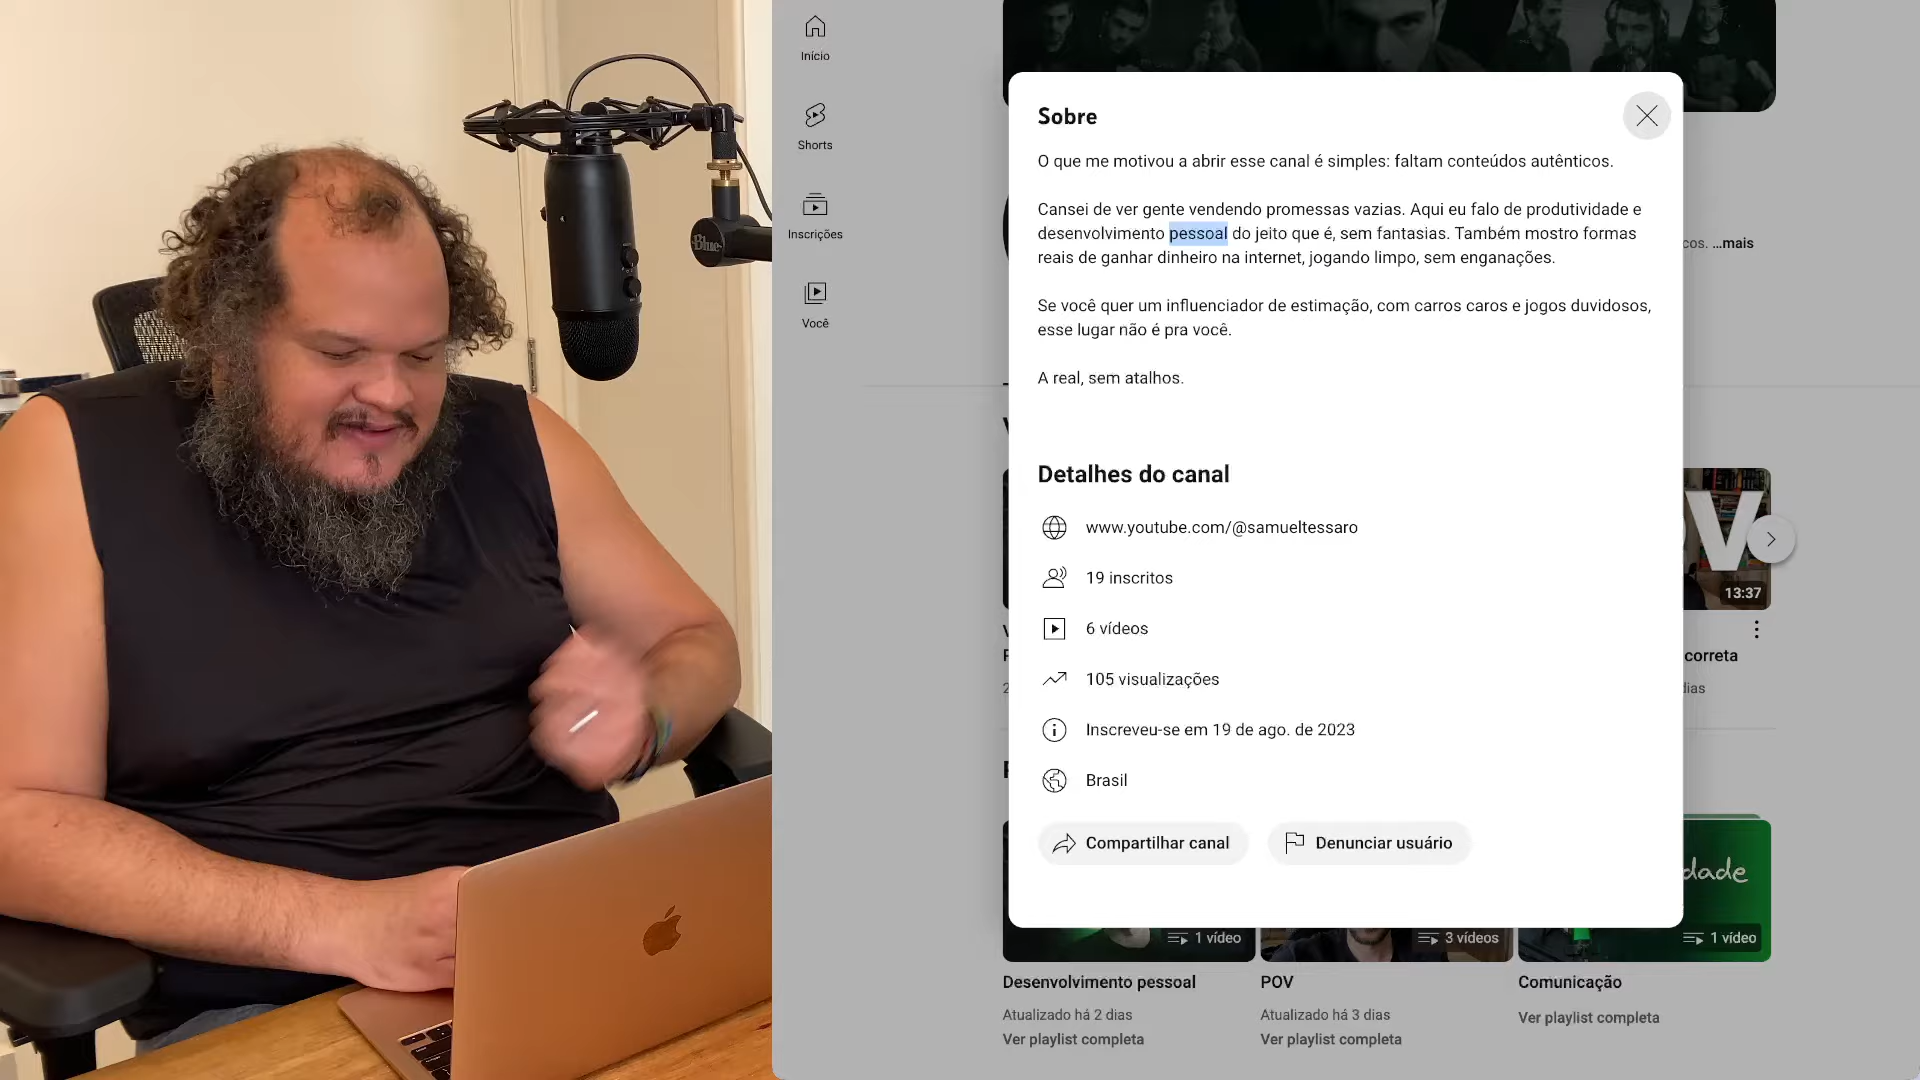 Início
Shorts
Inscrições
Você
Blue
Sobre
O que me motivou a abrir esse canal é simples: faltam conteúdos autênticos.
Cansei de ver gente vendendo promessas vazias. Aqui eu falo de produtividade e
desenvolvimento pessoal do jeito que é, sem fantasias. Também mostro formas
reais de ganhar dinheiro na internet, jogando limpo, sem enganações.
Se você quer um influenciador de estimação, com carros caros e jogos duvidosos,
esse lugar não é pra você.
A real, sem atalhos.
Detalhes do canal
www.youtube.com/@samueltessaro
19 inscritos
6 vídeos
105 visualizações
Inscreveu-se em 19 de ago. de 2023
Brasil
Compartilhar canal
Denunciar usuário
cos. ...mais
OV
13:37
correta
dias
dade
1 vídeo
3 vídeos
1 vídeo
Desenvolvimento pessoal
POV
Comunicação
Atualizado há 2 dias
Atualizado há 3 dias
Ver playlist completa
Ver playlist completa
Ver playlist completa